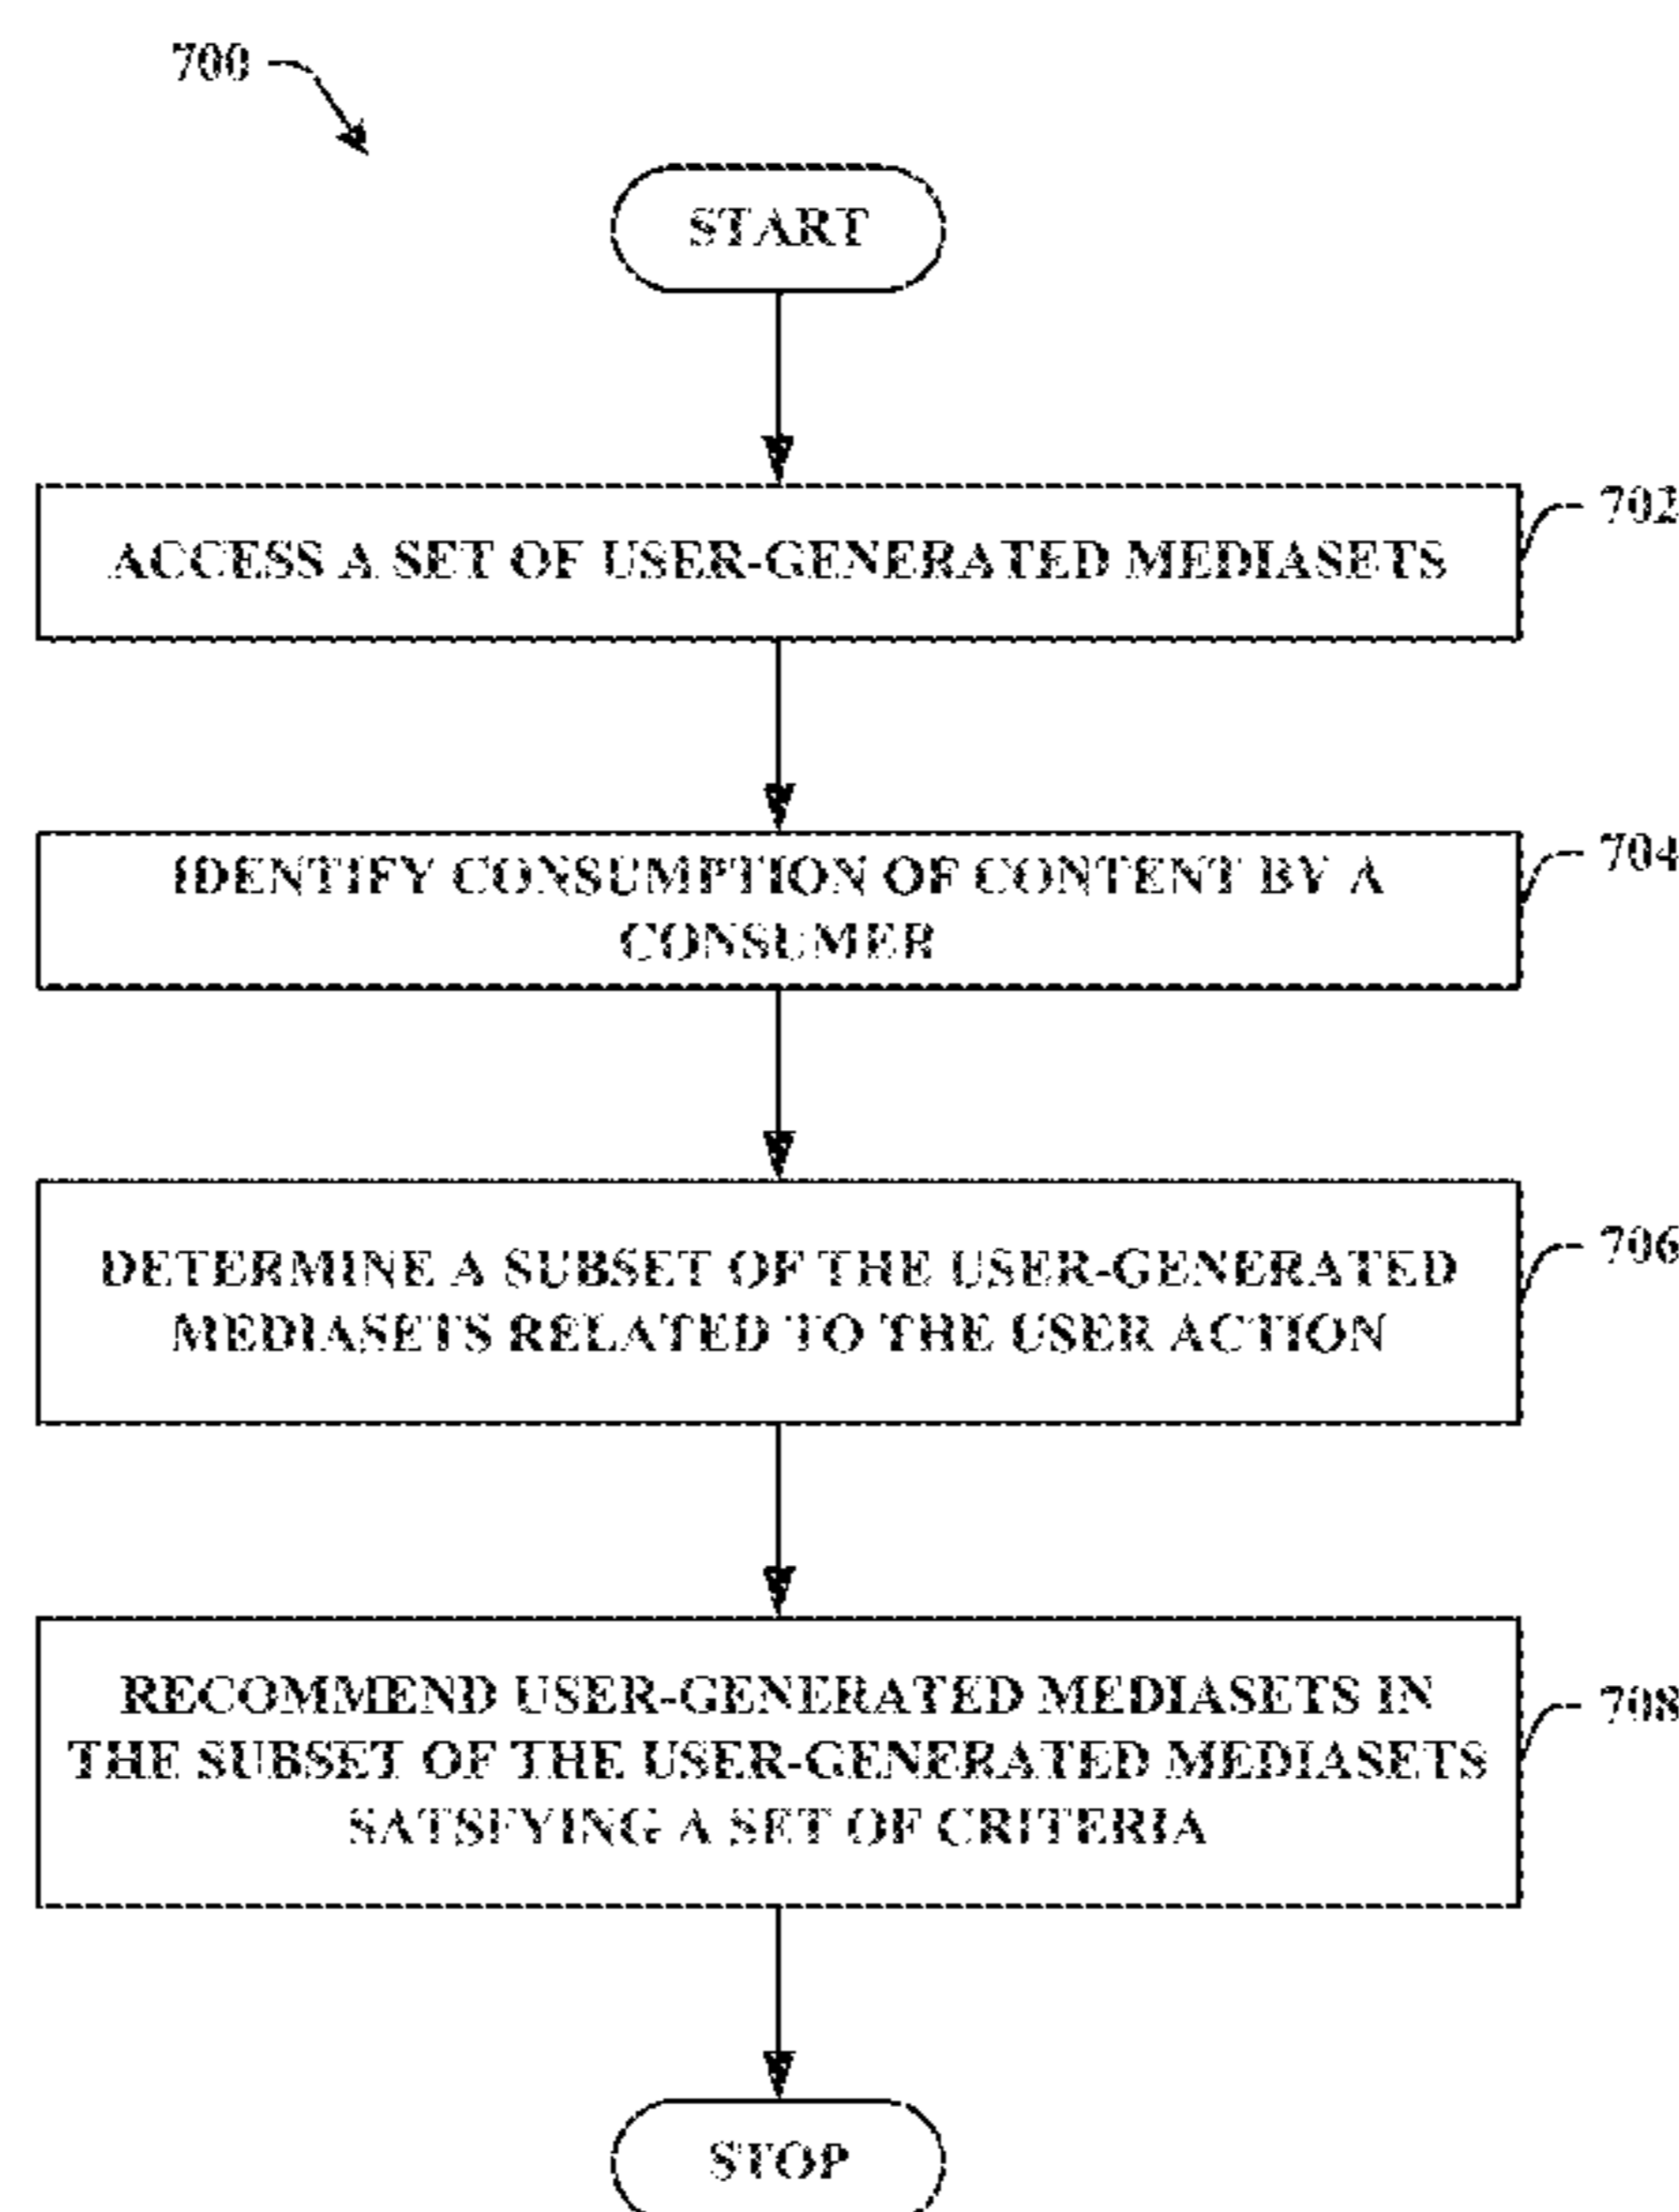 700
START
ACCESS A SET OF USER-GENERATED MEDIASETS
702
IDENTIFY CONSUMPTION OF CONTENT BY A
CONSUMER
704
DETERMINE A SUBSET OF THE USER-GENERATED
MEDIASETS RELATED TO THE USER ACTION
706
RECOMMEND USER-GENERATED MEDIASETS IN
THE SUBSET OF THE USER-GENERATED MEDIASETS
SATSFYING A SET OF CRITERIA
708
STOP